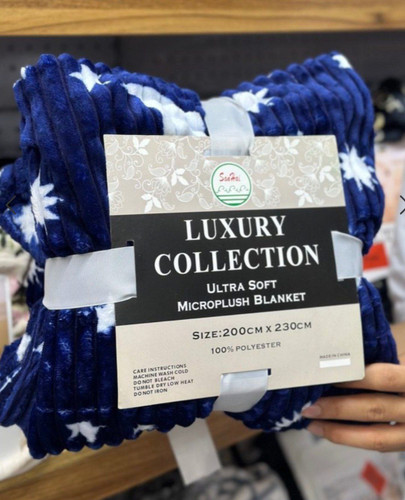 LUXURY
COLLECTION
ULTRA SOFT
MICROPLUSH BLANKET
SIZE:200CM X 230CM
100% POLYESTER
CARE INSTRUCTIONS
MACHINE WASH COLD
DO NOT BLEACH
TUMBLE DRY LOW HEAT
DO NOT IRON
MADE IN CHINA